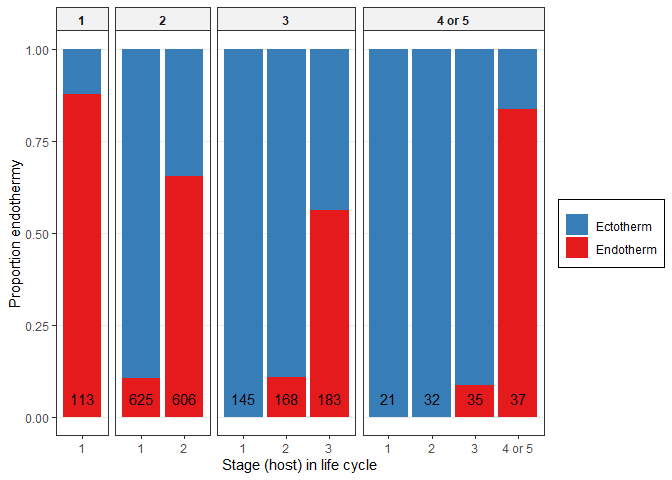 1 2 3 4 or 5
1.00
0.75
0.50
0.25
0.00
Proportion endothermy
113 625 606 145 168 183 21 32 35 37
1 1 2 1 2 3 1 2 3 4 or 5
Stage (host) in life cycle
Ectotherm
Endotherm